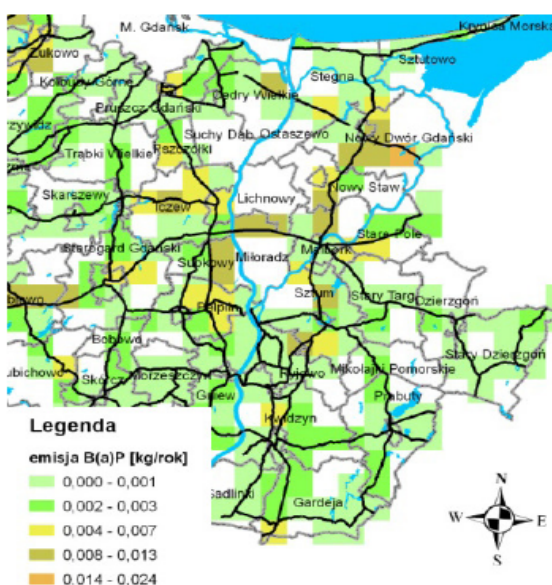 M. Gdańsk
Krynica Morska
Żukowo
Sztutowo
Kolbudy Górne
Stegna
Cedry Wielkie
Pruszcz Gdański
Suchy Dąb
Ostaszewo
Nowy Dwór Gdański
Trąbki Wielkie
Pszczółki
Nowy Staw
Skarszewy
Lichnowy
Tczew
Stare Pole
Starogard Gdański
Malbork
Subkowy
Miłoradz
Sztum
Stary Targ
Dzierzgoń
Pelplin
Bobowo
Stary Dzierzgoń
ubichowo
Skórcz
Morzeszczyn
Ryjewo
Mikołajki Pomorskie
Gniew
Prabuty
Kwidzyn
Sadlinki
Gardeja
Legenda
emisja B(a)P [kg/rok]
0,000 - 0,001
0,002 - 0,003
0,004 - 0,007
0,008 - 0,013
0,014 - 0,024
N
W
E
S